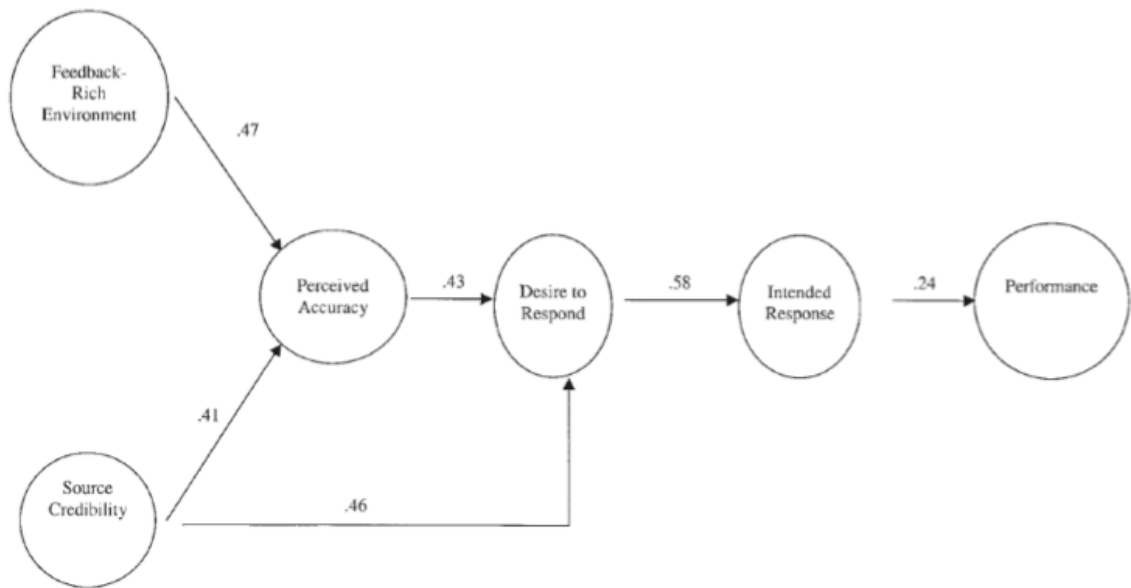 Feedback-
Rich
Environment
.47
Perceived
Accuracy
.43
Desire to
Respond
.58
Intended
Response
.24
Performance
.41
Source
Credibility
.46